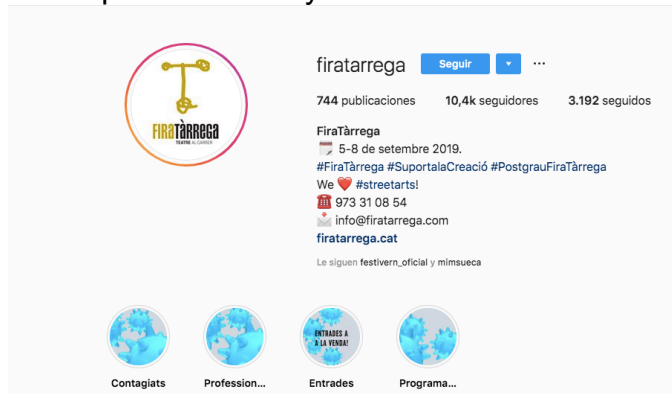 firatarrega Seguir
744 publicaciones 10,4k seguidores 3.192 seguidos
FIRATÀRREGA
TEATRE AL CARRER
FiraTàrrega
5-8 de setembre 2019.
#FiraTàrrega #SuportalaCreació #PostgrauFiraTàrrega
We ❤️ #streetarts!
973 31 08 54
info@firatarrega.com
firatarrega.cat
Le siguen festivern_oficial y mimsueca
ENTRADES A
A LA VENDA!
Contagiats Profession... Entrades Programa...